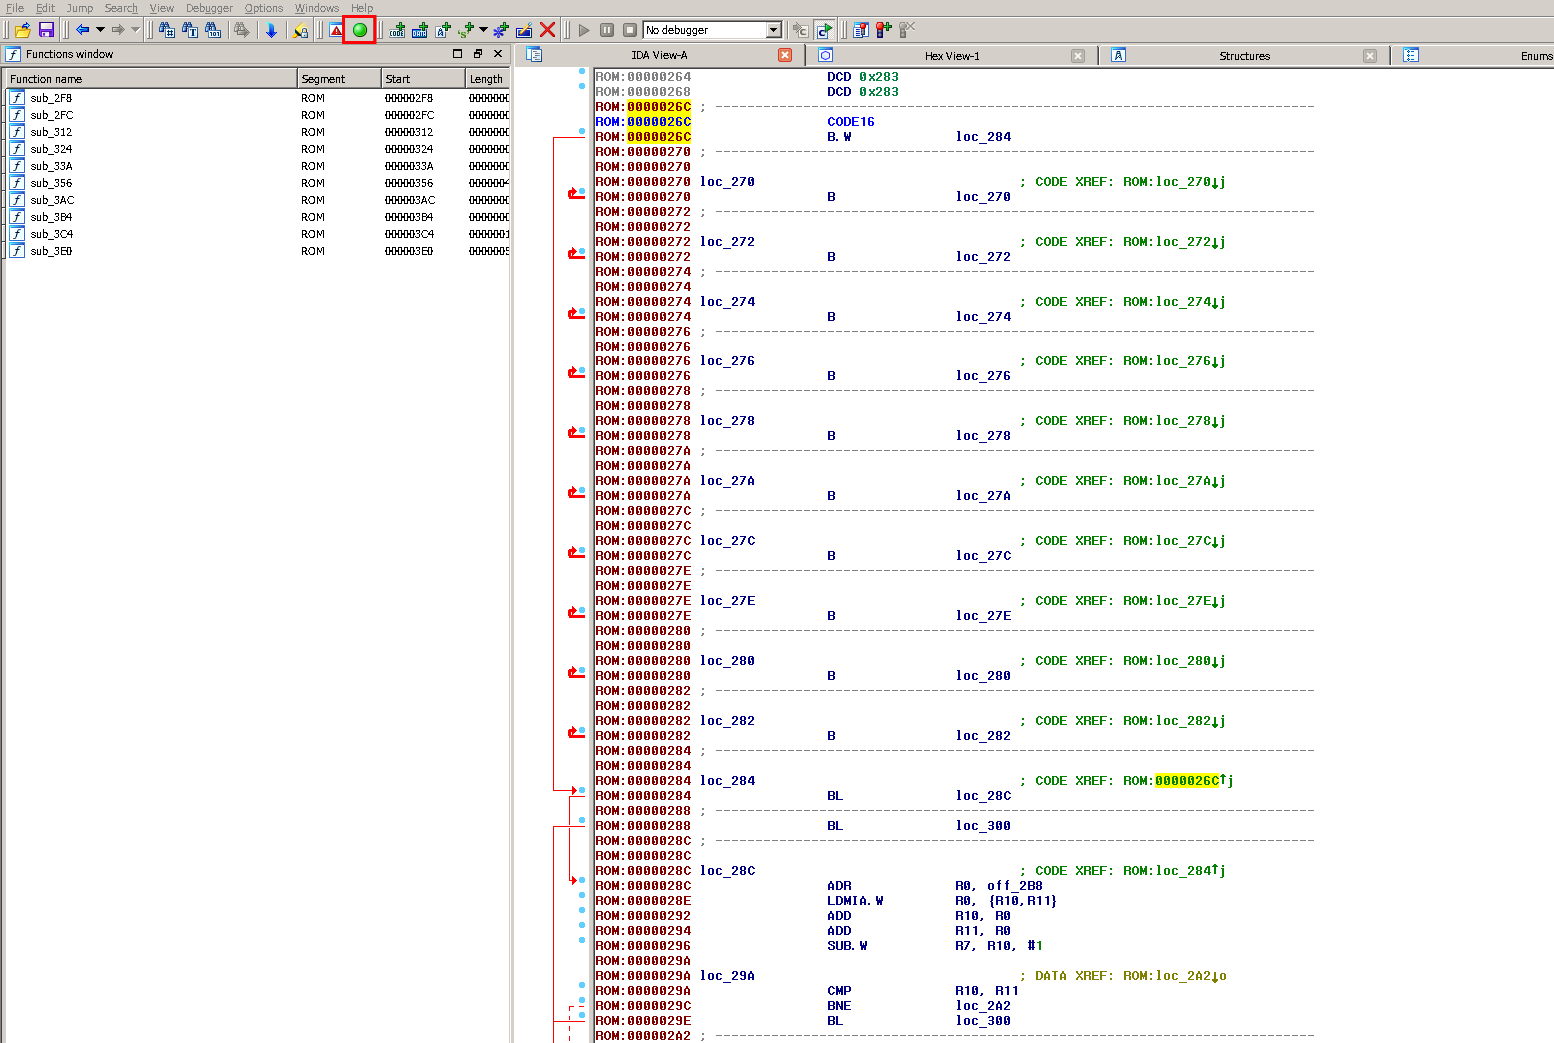 File Edit Jump Search View Debugger Options Windows Help
No debugger
Functions window
IDA View-A
Hex View-1
Structures
Enums
Function name Segment Start Length
sub_2F8 ROM 000002F8
sub_2FC ROM 000002FC
sub_312 ROM 00000312
sub_324 ROM 00000324
sub_33A ROM 0000033A
sub_356 ROM 00000356
sub_3AC ROM 000003AC
sub_3B4 ROM 000003B4
sub_3C4 ROM 000003C4
sub_3E0 ROM 000003E0
ROM:00000264 DCD 0x283
ROM:00000268 DCD 0x283
ROM:0000026C ; ---------------------------------------------------------------------------
ROM:0000026C CODE16
ROM:0000026C B.W loc_284
ROM:00000270 ; ---------------------------------------------------------------------------
ROM:00000270
ROM:00000270 loc_270 ; CODE XREF: ROM:loc_270↓j
ROM:00000270 B loc_270
ROM:00000272 ; ---------------------------------------------------------------------------
ROM:00000272
ROM:00000272 loc_272 ; CODE XREF: ROM:loc_272↓j
ROM:00000272 B loc_272
ROM:00000274 ; ---------------------------------------------------------------------------
ROM:00000274
ROM:00000274 loc_274 ; CODE XREF: ROM:loc_274↓j
ROM:00000274 B loc_274
ROM:00000276 ; ---------------------------------------------------------------------------
ROM:00000276
ROM:00000276 loc_276 ; CODE XREF: ROM:loc_276↓j
ROM:00000276 B loc_276
ROM:00000278 ; ---------------------------------------------------------------------------
ROM:00000278
ROM:00000278 loc_278 ; CODE XREF: ROM:loc_278↓j
ROM:00000278 B loc_278
ROM:0000027A ; ---------------------------------------------------------------------------
ROM:0000027A
ROM:0000027A loc_27A ; CODE XREF: ROM:loc_27A↓j
ROM:0000027A B loc_27A
ROM:0000027C ; ---------------------------------------------------------------------------
ROM:0000027C
ROM:0000027C loc_27C ; CODE XREF: ROM:loc_27C↓j
ROM:0000027C B loc_27C
ROM:0000027E ; ---------------------------------------------------------------------------
ROM:0000027E
ROM:0000027E loc_27E ; CODE XREF: ROM:loc_27E↓j
ROM:0000027E B loc_27E
ROM:00000280 ; ---------------------------------------------------------------------------
ROM:00000280
ROM:00000280 loc_280 ; CODE XREF: ROM:loc_280↓j
ROM:00000280 B loc_280
ROM:00000282 ; ---------------------------------------------------------------------------
ROM:00000282
ROM:00000282 loc_282 ; CODE XREF: ROM:loc_282↓j
ROM:00000282 B loc_282
ROM:00000284 ; ---------------------------------------------------------------------------
ROM:00000284
ROM:00000284 loc_284 ; CODE XREF: ROM:0000026C↑j
ROM:00000284 BL loc_28C
ROM:00000288 ; ---------------------------------------------------------------------------
ROM:00000288 BL loc_300
ROM:0000028C ; ---------------------------------------------------------------------------
ROM:0000028C
ROM:0000028C loc_28C ; CODE XREF: ROM:loc_284↑j
ROM:0000028C ADR R0, off_2B8
ROM:0000028E LDMIA.W R0, {R10,R11}
ROM:00000292 ADD R10, R0
ROM:00000294 ADD R11, R0
ROM:00000296 SUB.W R7, R10, #1
ROM:0000029A
ROM:0000029A loc_29A ; DATA XREF: ROM:loc_2A2↓o
ROM:0000029A CMP R10, R11
ROM:0000029C BNE loc_2A2
ROM:0000029E BL loc_300
ROM:000002A2 ; ---------------------------------------------------------------------------